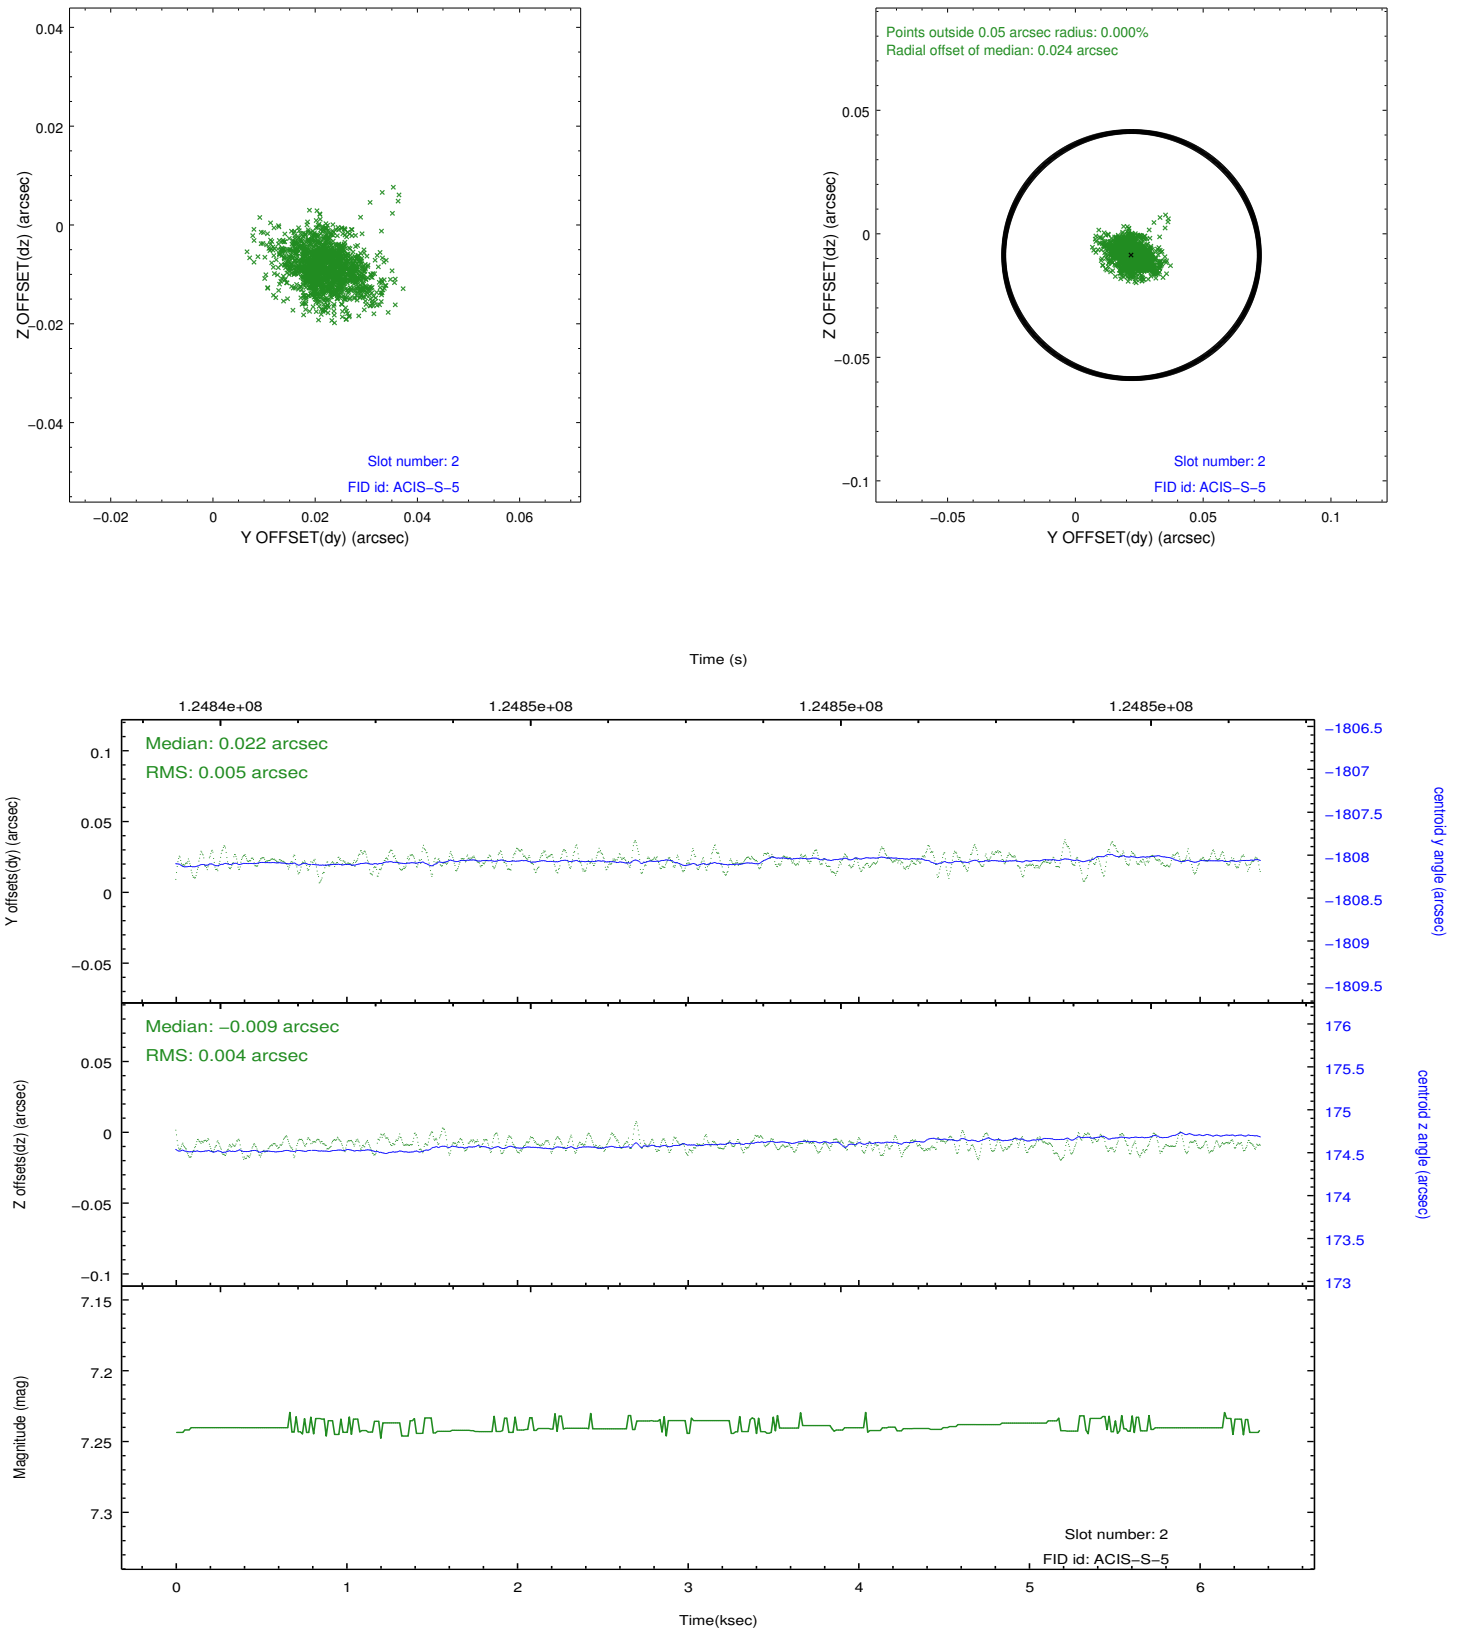 0.04
0.02
0
−0.02
−0.04
Z OFFSET(dz) (arcsec)
Slot number: 2
FID id: ACIS−S−5
−0.02 0 0.02 0.04 0.06
Y OFFSET(dy) (arcsec)
Points outside 0.05 arcsec radius: 0.000%
Radial offset of median: 0.024 arcsec
0.05
0
−0.05
−0.1
Z OFFSET(dz) (arcsec)
Slot number: 2
FID id: ACIS−S−5
−0.05 0 0.05 0.1
Y OFFSET(dy) (arcsec)
Time (s)
1.2484e+08 1.2485e+08 1.2485e+08 1.2485e+08
Median: 0.022 arcsec
RMS: 0.005 arcsec
0.1
0.05
0
−0.05
Y offsets(dy) (arcsec)
−1806.5
−1807
−1807.5
−1808
−1808.5
−1809
−1809.5
centroid y angle (arcsec)
Median: −0.009 arcsec
RMS: 0.004 arcsec
0.05
0
−0.05
−0.1
Z offsets(dz) (arcsec)
176
175.5
175
174.5
174
173.5
173
centroid z angle (arcsec)
7.15
7.2
7.25
7.3
Magnitude (mag)
Slot number: 2
FID id: ACIS−S−5
0 1 2 3 4 5 6
Time(ksec)